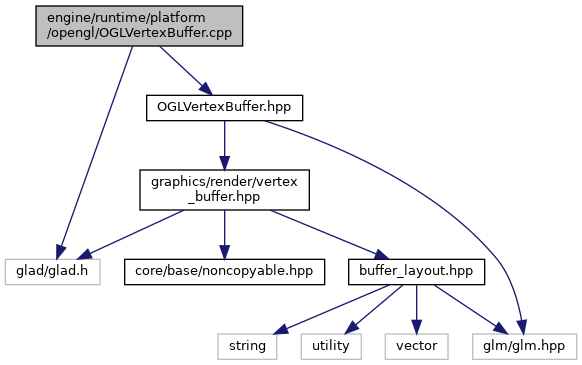 engine/runtime/platform
/opengl/OGLVertexBuffer.cpp
OGLVertexBuffer.hpp
graphics/render/vertex
_buffer.hpp
glad/glad.h
core/base/noncopyable.hpp
buffer_layout.hpp
string
utility
vector
glm/glm.hpp